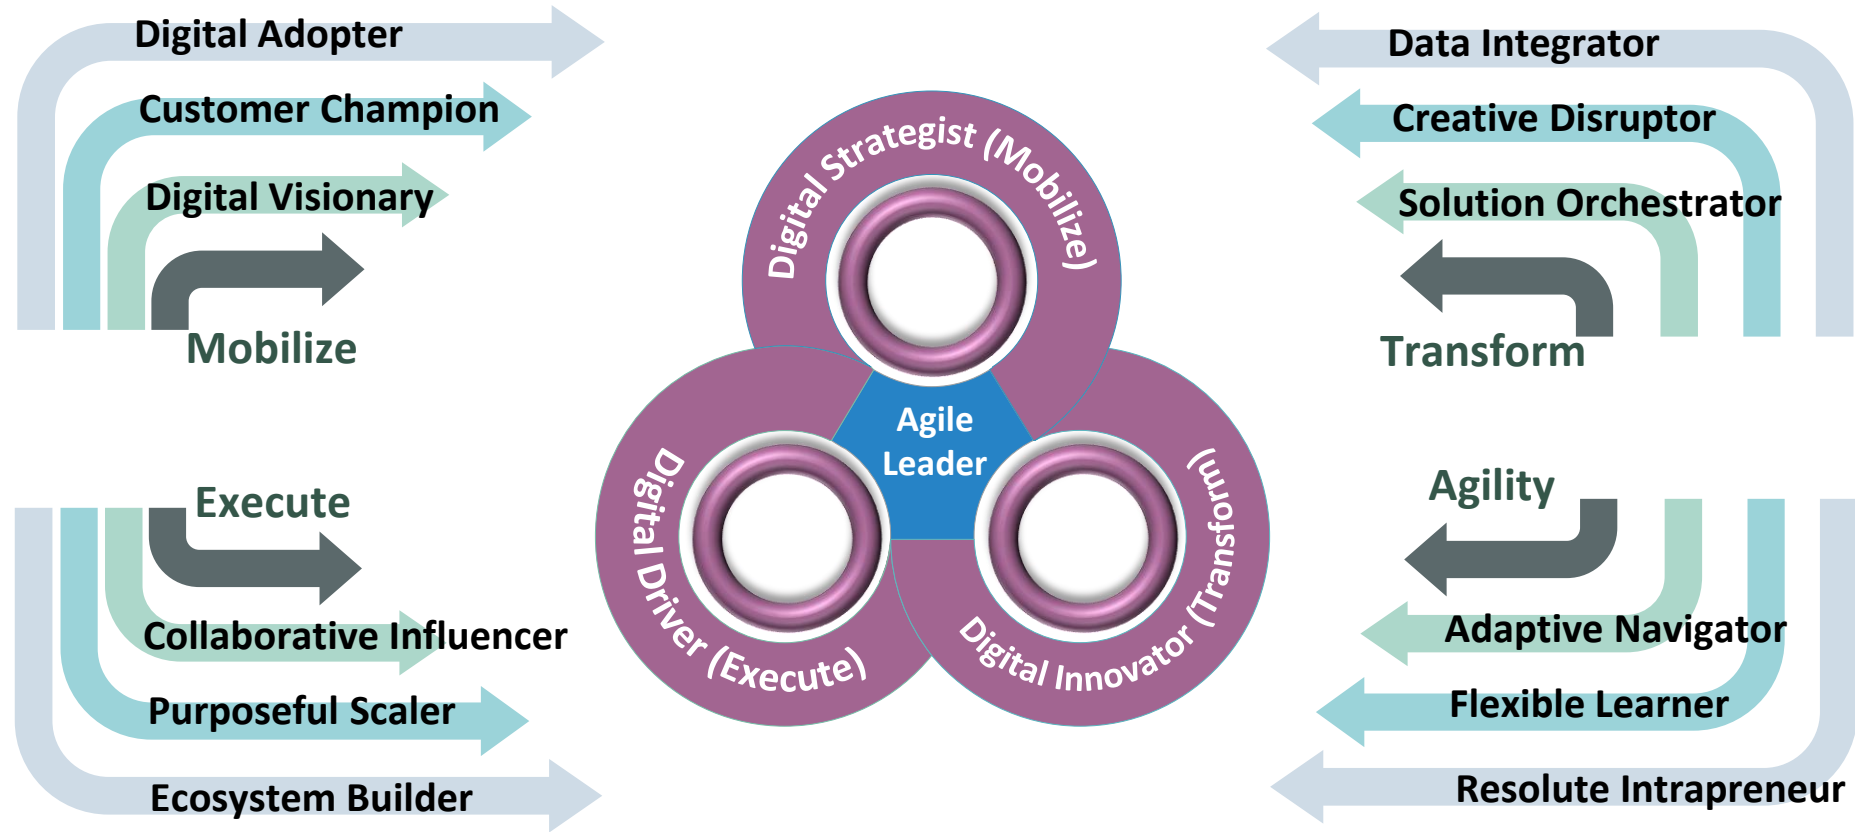 Digital Adopter
Customer Champion
Digital Visionary
Mobilize
Execute
Collaborative Influencer
Purposeful Scaler
Ecosystem Builder
Digital Strategist (Mobilize)
Agile
Leader
Digital Driver (Execute)
Digital Innovator (Transform)
Data Integrator
Creative Disruptor
Solution Orchestrator
Transform
Agility
Adaptive Navigator
Flexible Learner
Resolute Intrapreneur